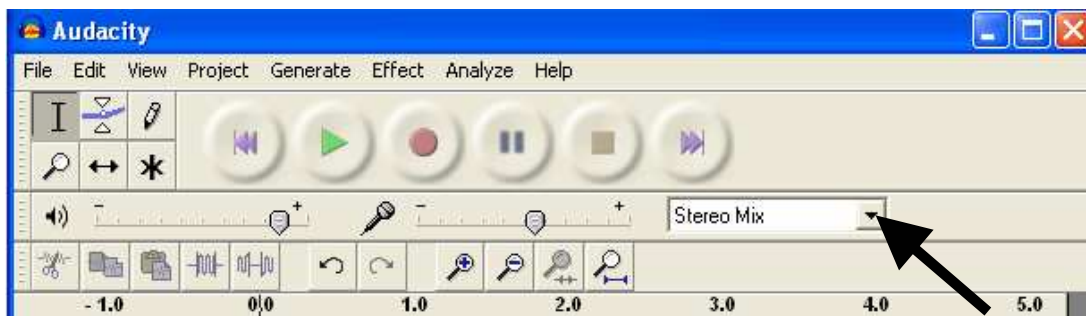 Audacity
File Edit View Project Generate Effect Analyze Help
- + - + Stereo Mix
- 1.0 0.0 1.0 2.0 3.0 4.0 5.0